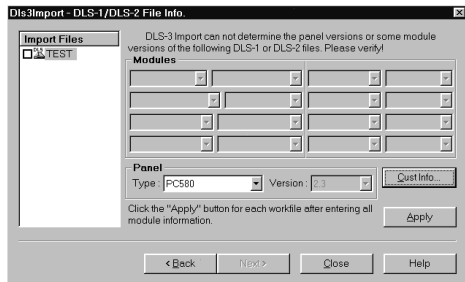 Dls3Import - DLS-1/DLS-2 File Info.
Import Files
TEST
DLS-3 Import can not determine the panel versions or some module
versions of the following DLS-1 or DLS-2 files. Please verify!
Modules
Panel
Type : PC580
Version : 2.3
Cust Info...
Click the "Apply" button for each workfile after entering all
module information.
Apply
< Back
Next >
Close
Help